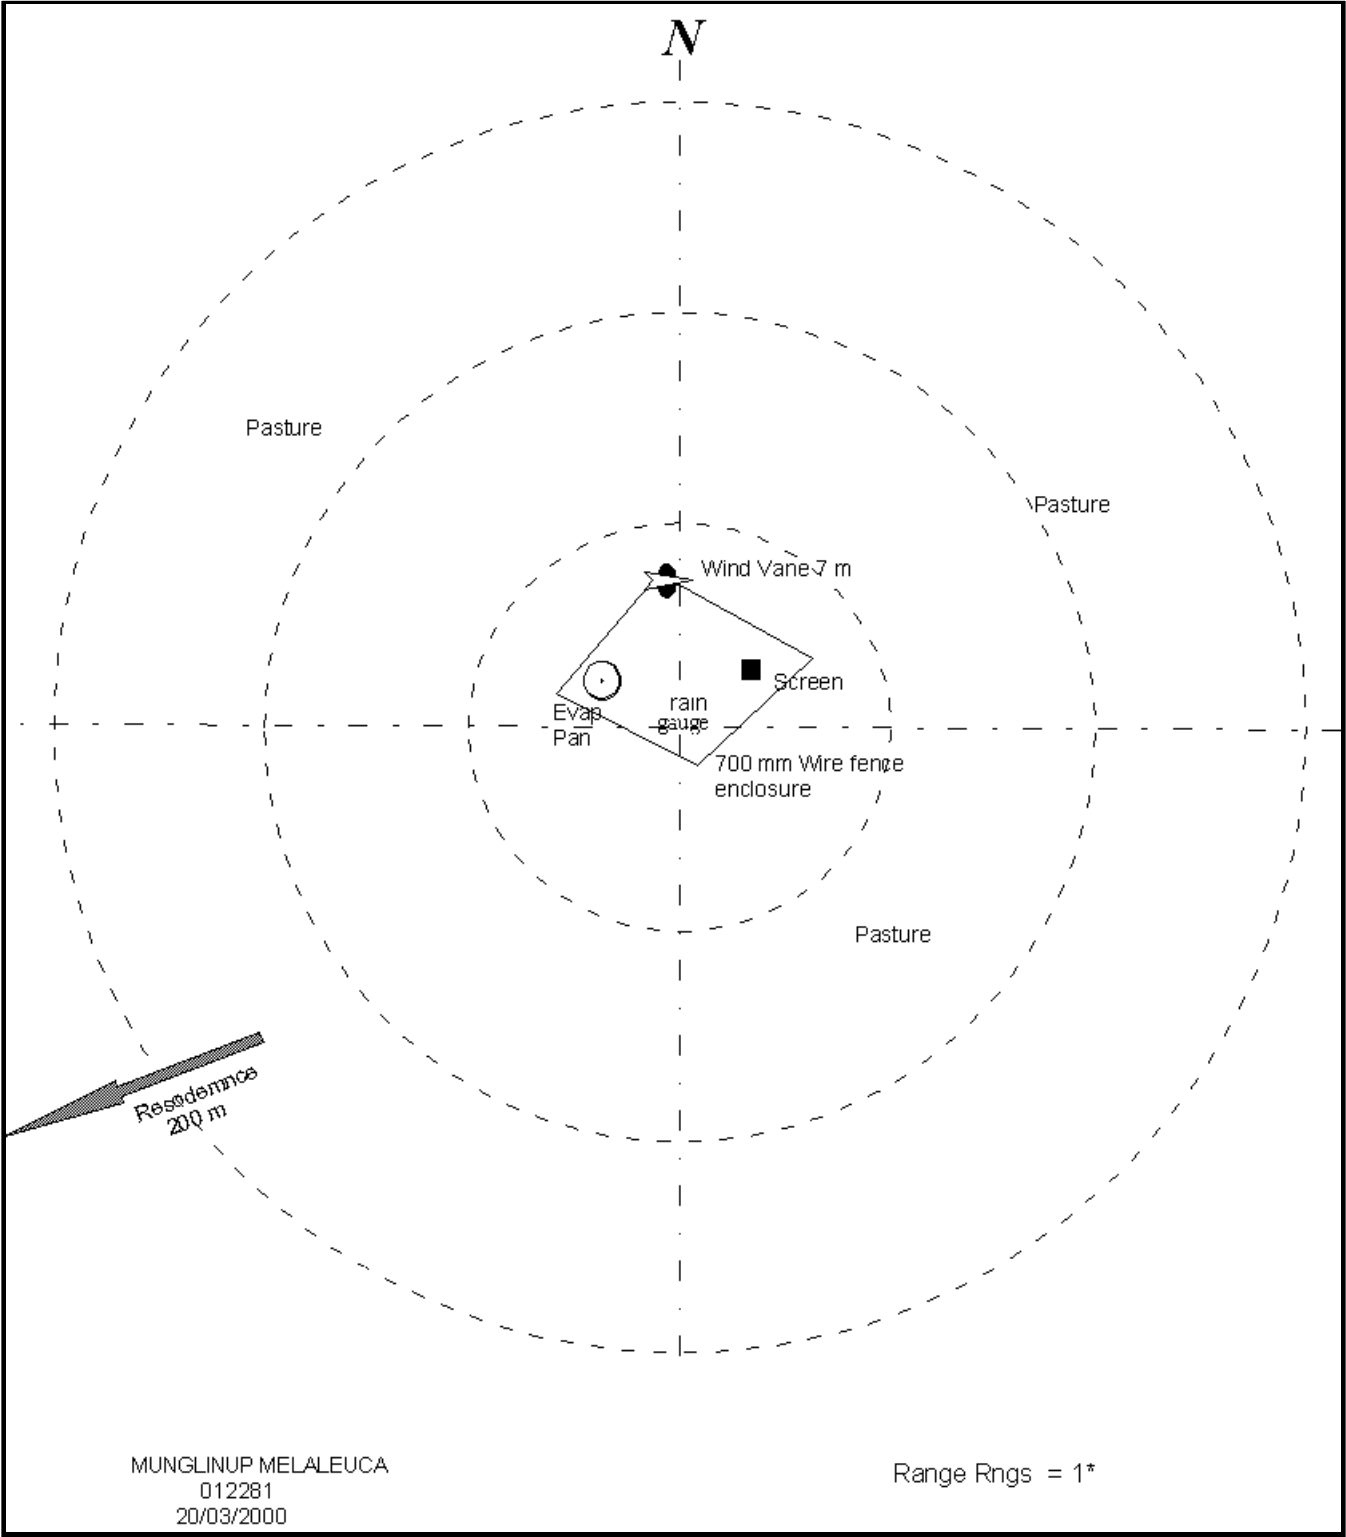 N
Pasture
Pasture
Wind Vane 7 m
Screen
rain
gauge
Evap
Pan
700 mm Wire fence
enclosure
Pasture
200 m
MUNGLINUP MELALEUCA
012281
20/03/2000
Range Rngs = 1*